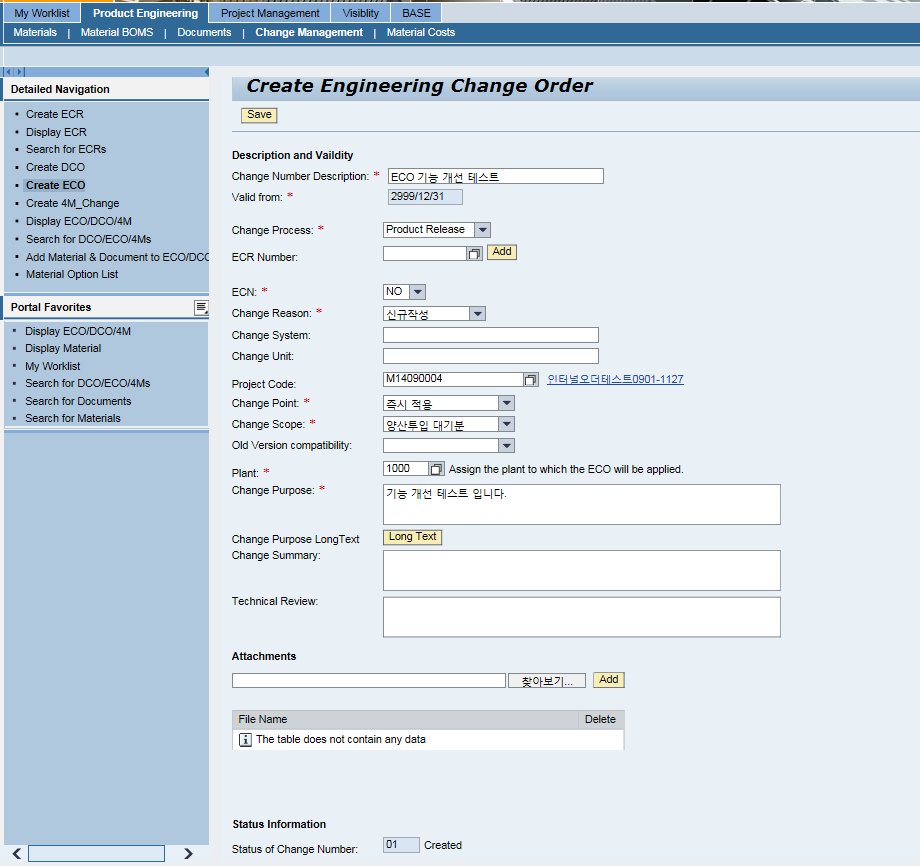 My Worklist Product Engineering Project Management Visiblity BASE
Materials | Material BOMS | Documents | Change Management | Material Costs
Detailed Navigation
Create ECR
Display ECR
Search for ECRs
Create DCO
Create ECO
Create 4M_Change
Display ECO/DCO/4M
Search for DCO/ECO/4Ms
Add Material & Document to ECO/DCO
Material Option List
Portal Favorites
Display ECO/DCO/4M
Display Material
My Worklist
Search for DCO/ECO/4Ms
Search for Documents
Search for Materials
Create Engineering Change Order
Save
Description and Vaildity
Change Number Description: * ECO 기능 개선 테스트
Valid from: * 2999/12/31
Change Process: * Product Release
ECR Number: Add
ECN: * NO
Change Reason: * 신규작성
Change System:
Change Unit:
Project Code: M14090004 인터널오더테스트0901-1127
Change Point: * 즉시 적용
Change Scope: * 양산투입 대기분
Old Version compatibility:
Plant: * 1000 Assign the plant to which the ECO will be applied.
Change Purpose: * 기능 개선 테스트 입니다.
Change Purpose LongText Long Text
Change Summary:
Technical Review:
Attachments
찾아보기... Add
File Name Delete
The table does not contain any data
Status Information
Status of Change Number: 01 Created